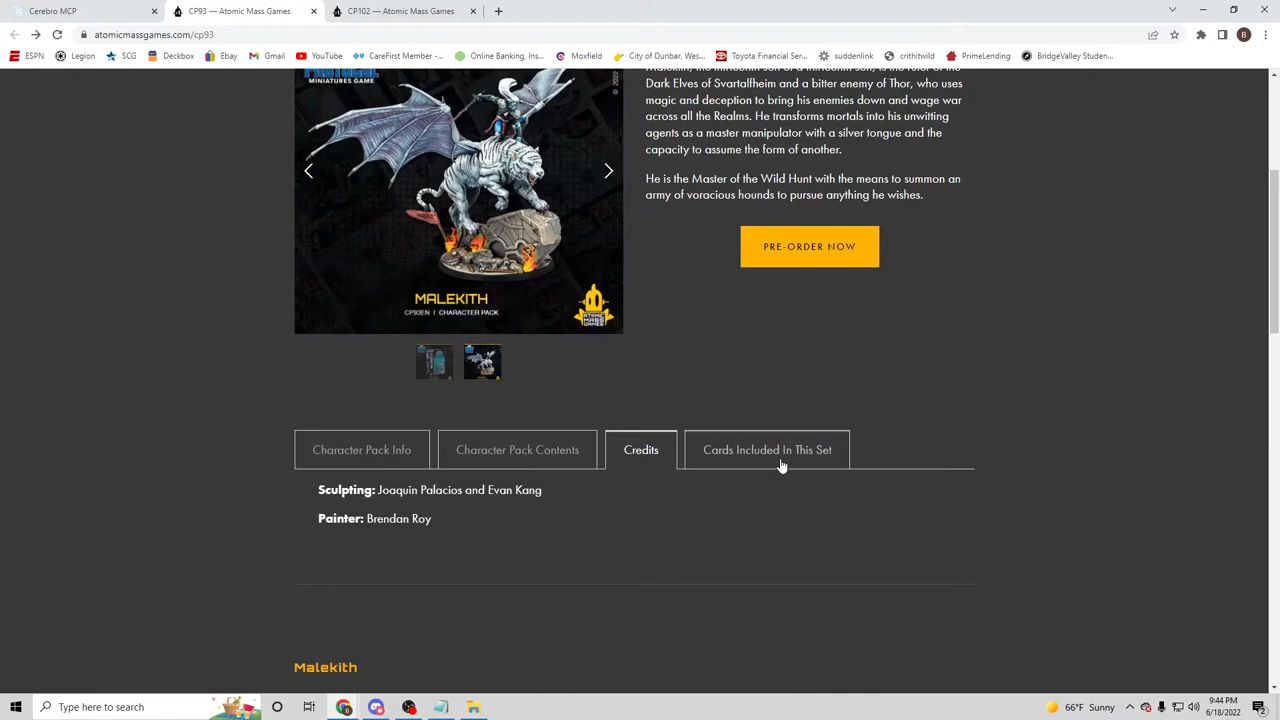 Cerebro MCP
CP93 — Atomic Mass Games
CP102 — Atomic Mass Games
atomicmassgames.com/cp93
ESPN
Legion
SCG
Deckbox
Ebay
Gmail
YouTube
CareFirst Member -...
Online Banking, Ins...
Moxfield
City of Dunbar, Wes...
Toyota Financial Ser...
suddenlink
crithitwild
PrimeLending
BridgeValley Studen...
PROTOCOL
MINIATURES GAME
© 2022
Dark Elves of Svartalfheim and a bitter enemy of Thor, who uses
magic and deception to bring his enemies down and wage war
across all the Realms. He transforms mortals into his unwitting
agents as a master manipulator with a silver tongue and the
capacity to assume the form of another.
He is the Master of the Wild Hunt with the means to summon an
army of voracious hounds to pursue anything he wishes.
PRE-ORDER NOW
MALEKITH
CP93EN | CHARACTER PACK
ATOMIC
MASS
GAMES
Character Pack Info
Character Pack Contents
Credits
Cards Included In This Set
Sculpting: Joaquin Palacios and Evan Kang
Painter: Brendan Roy
Malekith
Type here to search
66°F Sunny
9:44 PM
6/18/2022
2